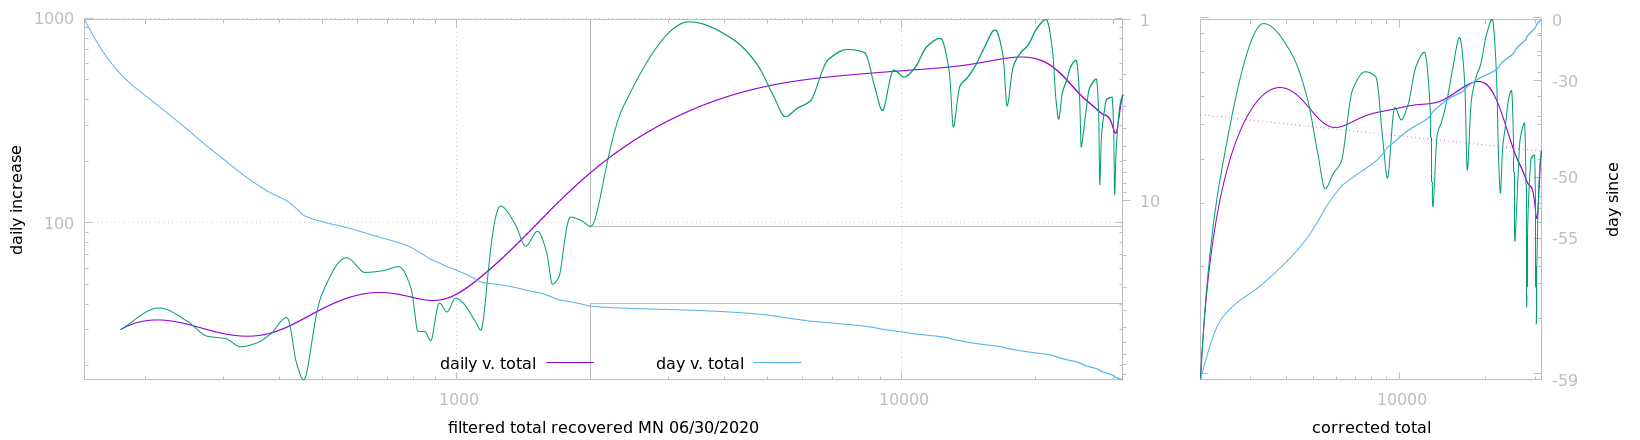 1000
100
daily increase
1000
10000
filtered total recovered MN 06/30/2020
daily v. total
day v. total
1
10
10000
corrected total
0
-30
-50
-55
-59
day since